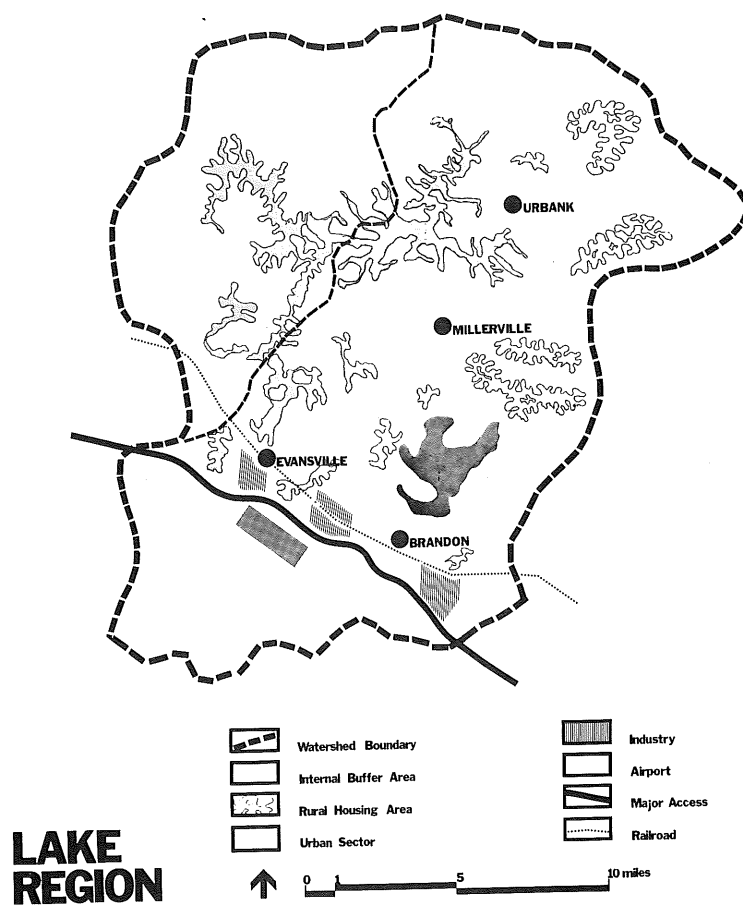 URBANK
MILLERVILLE
EVANSVILLE
BRANDON
Watershed Boundary
Internal Buffer Area
Rural Housing Area
Urban Sector
Industry
Airport
Major Access
Railroad
LAKE
REGION
0 1 5 10 miles